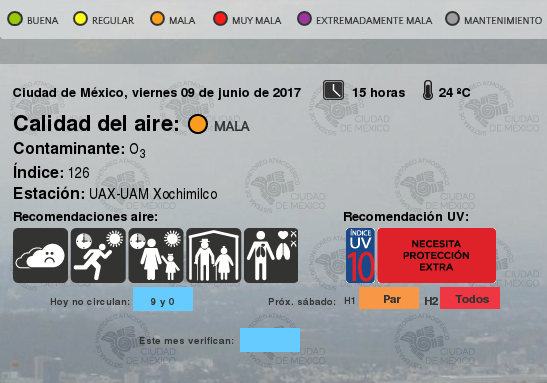 BUENA REGULAR MALA MUY MALA EXTREMADAMENTE MALA MANTENIMIENTO
Ciudad de México, viernes 09 de junio de 2017 15 horas 24 ºC
Calidad del aire: MALA
Contaminante: O3
Índice: 126
Estación: UAX-UAM Xochimilco
Recomendaciones aire:
Recomendación UV:
ÍNDICE
UV
10
NECESITA
PROTECCIÓN
EXTRA
Hoy no circulan: 9 y 0 Próx. sábado: H1 Par H2 Todos
Este mes verifican: